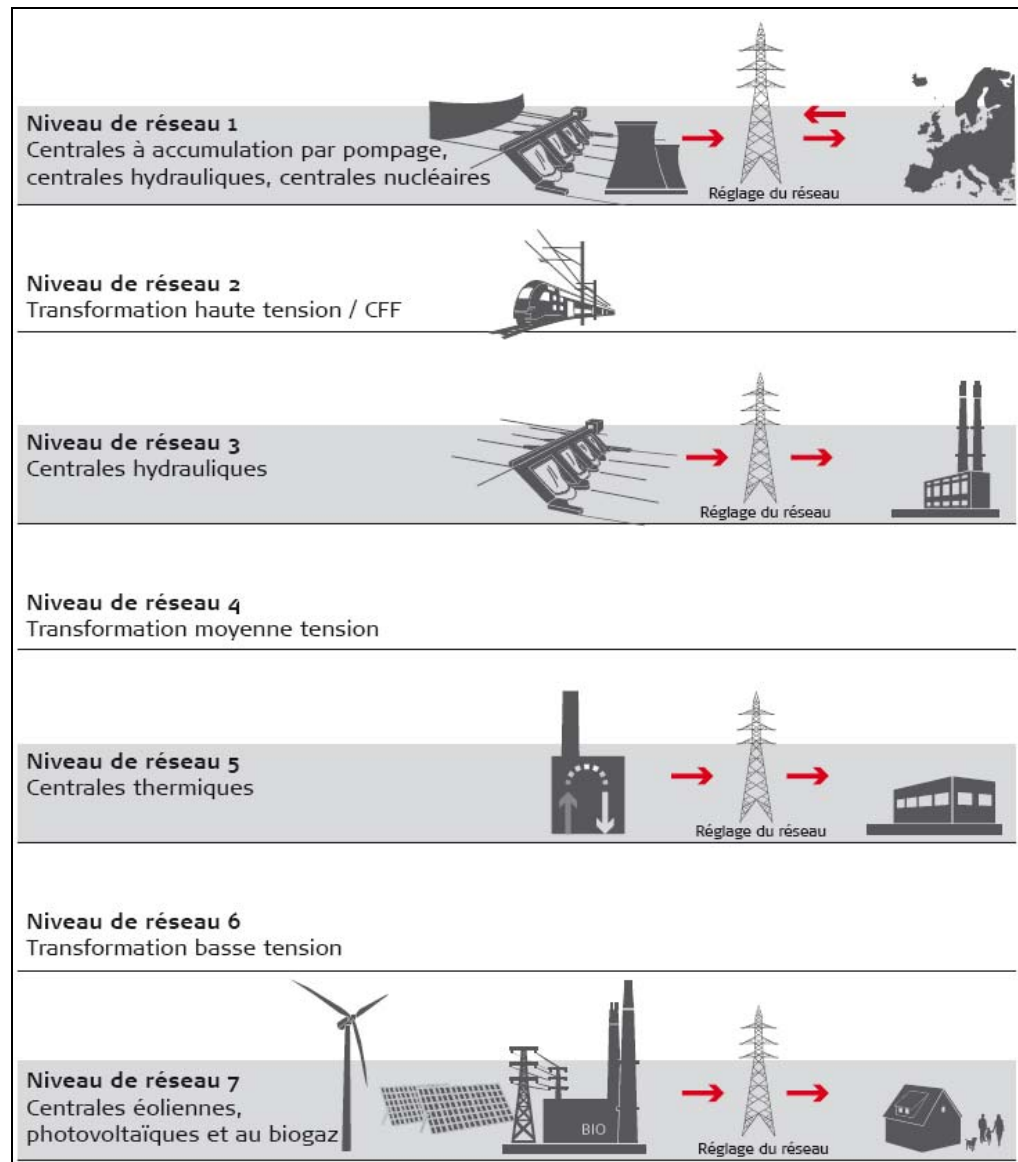 Niveau de réseau 1
Centrales à accumulation par pompage,
centrales hydrauliques, centrales nucléaires
Réglage du réseau
Niveau de réseau 2
Transformation haute tension / CFF
Niveau de réseau 3
Centrales hydrauliques
Réglage du réseau
Niveau de réseau 4
Transformation moyenne tension
Niveau de réseau 5
Centrales thermiques
Réglage du réseau
Niveau de réseau 6
Transformation basse tension
Niveau de réseau 7
Centrales éoliennes,
photovoltaïques et au biogaz
BIO
Réglage du réseau